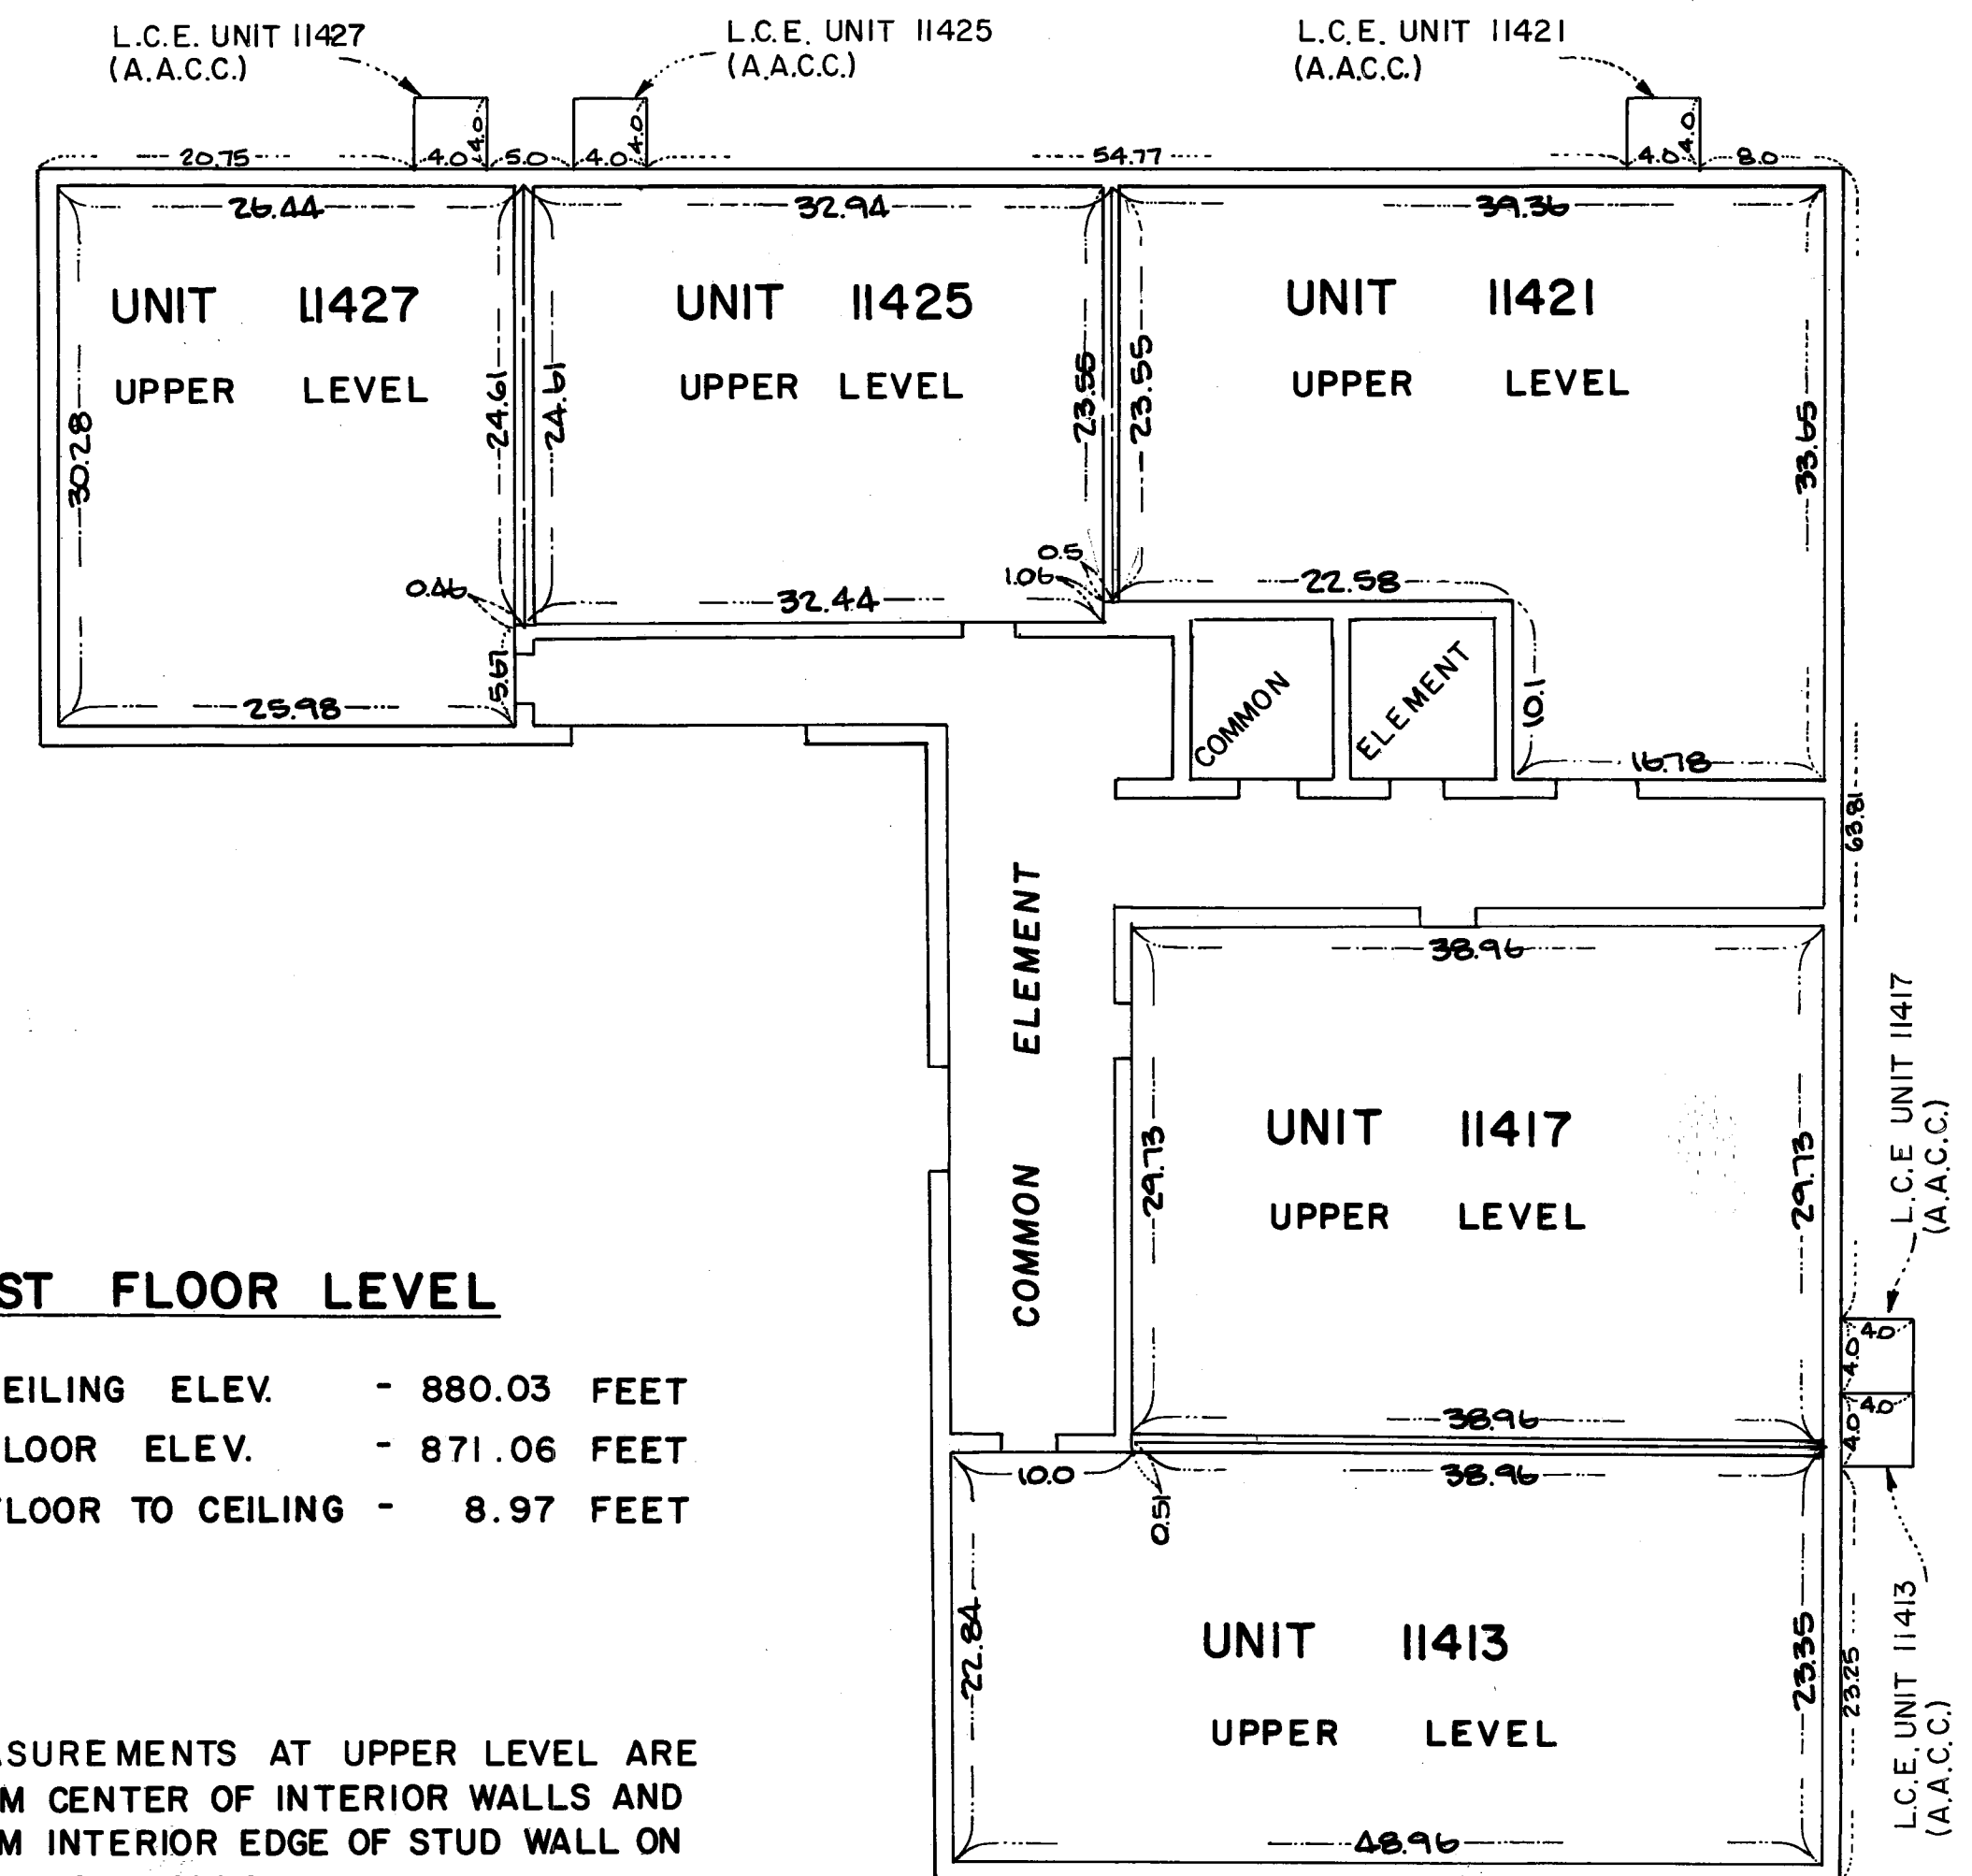 L.C.E. UNIT 11427
(A.A.C.C.)
L.C.E. UNIT 11425
(A.A.C.C.)
L.C.E. UNIT 11421
(A.A.C.C.)
20.75
4.0
4.0
5.0
4.0
4.0
54.77
4.0
4.0
8.0
26.44
32.94
39.36
UNIT 11427
UPPER LEVEL
UNIT 11425
UPPER LEVEL
UNIT 11421
UPPER LEVEL
30.28
24.61
24.61
23.55
23.55
33.65
0.46
0.5
1.06
32.44
22.58
5.67
25.98
COMMON
ELEMENT
10.1
16.78
63.81
COMMON ELEMENT
38.96
29.73
29.73
UNIT 11417
UPPER LEVEL
L.C.E UNIT 11417
(A.A.C.C.)
4.0
4.0
4.0
4.0
38.96
10.0
38.96
0.51
ST FLOOR LEVEL
EILING ELEV. - 880.03 FEET
LOOR ELEV. - 871.06 FEET
FLOOR TO CEILING - 8.97 FEET
22.84
23.35
23.25
UNIT 11413
UPPER LEVEL
L.C.E. UNIT 11413
(A.A.C.C.)
48.96
ASUREMENTS AT UPPER LEVEL ARE
M CENTER OF INTERIOR WALLS AND
M INTERIOR EDGE OF STUD WALL ON